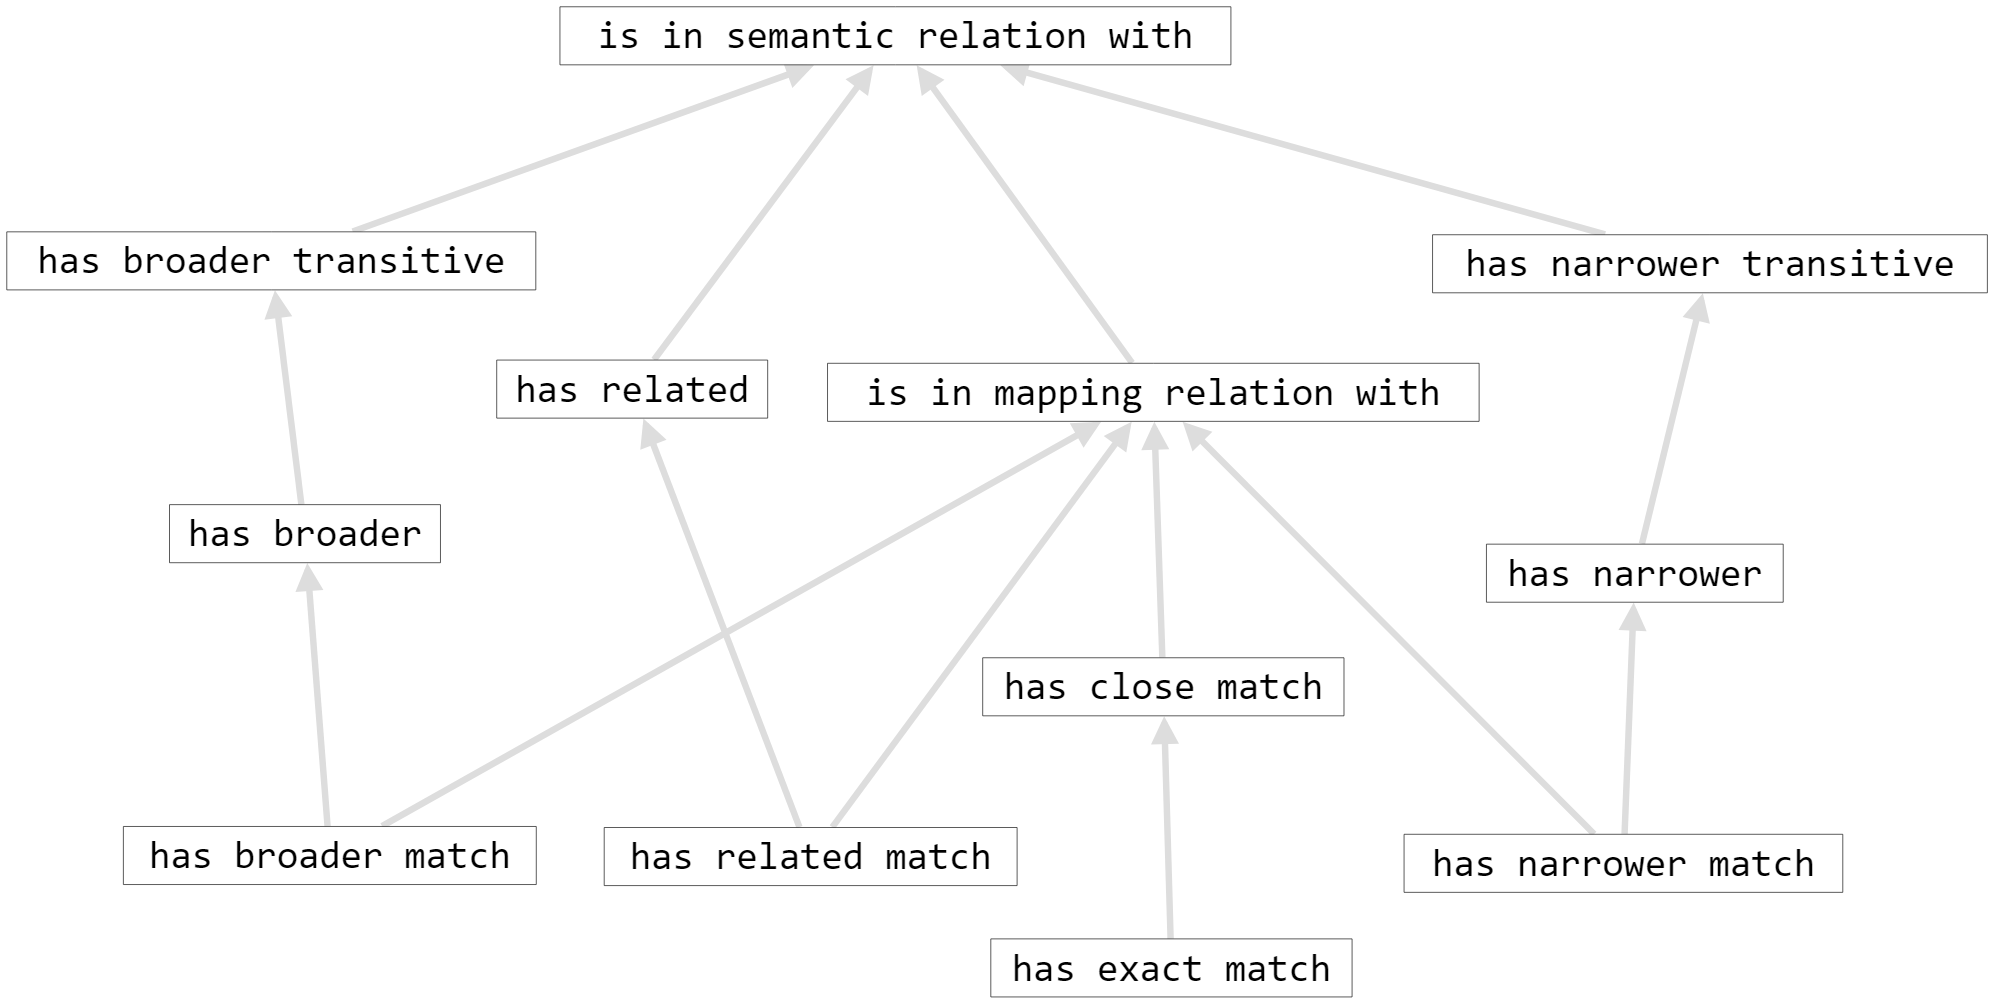 is in semantic relation with
has broader transitive
has narrower transitive
has related
is in mapping relation with
has broader
has narrower
has close match
has broader match
has related match
has narrower match
has exact match